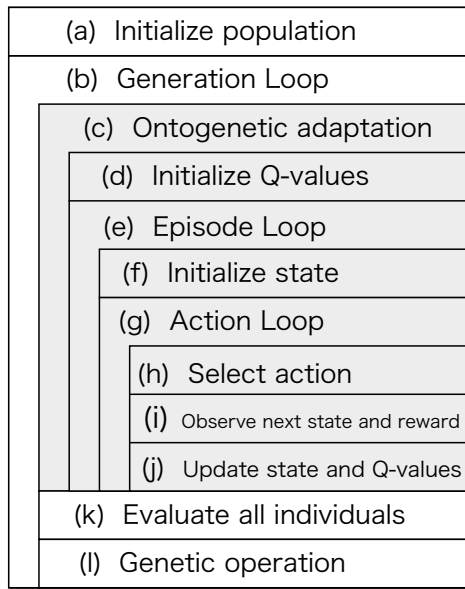 (a) Initialize population
(b) Generation Loop
(c) Ontogenetic adaptation
(d) Initialize Q-values
(e) Episode Loop
(f) Initialize state
(g) Action Loop
(h) Select action
(i) Observe next state and reward
(j) Update state and Q-values
(k) Evaluate all individuals
(l) Genetic operation